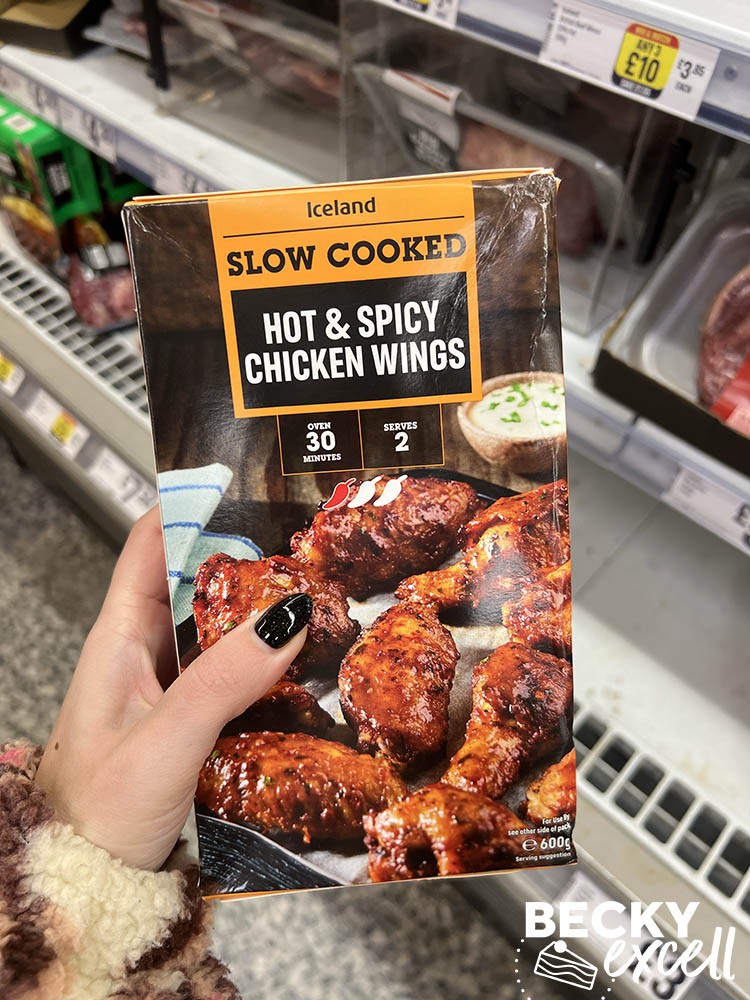 ANY 3
£10
£3.85
EACH
Iceland
SLOW COOKED
HOT & SPICY
CHICKEN WINGS
OVEN
30
MINUTES
SERVES
2
For Use By
see other side of pack
℮ 600g
Serving suggestion
BECKY
excell